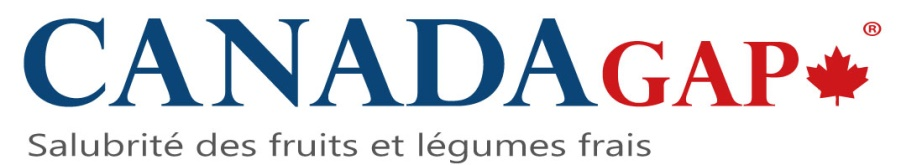 CANADAGAP®
Salubrité des fruits et légumes frais